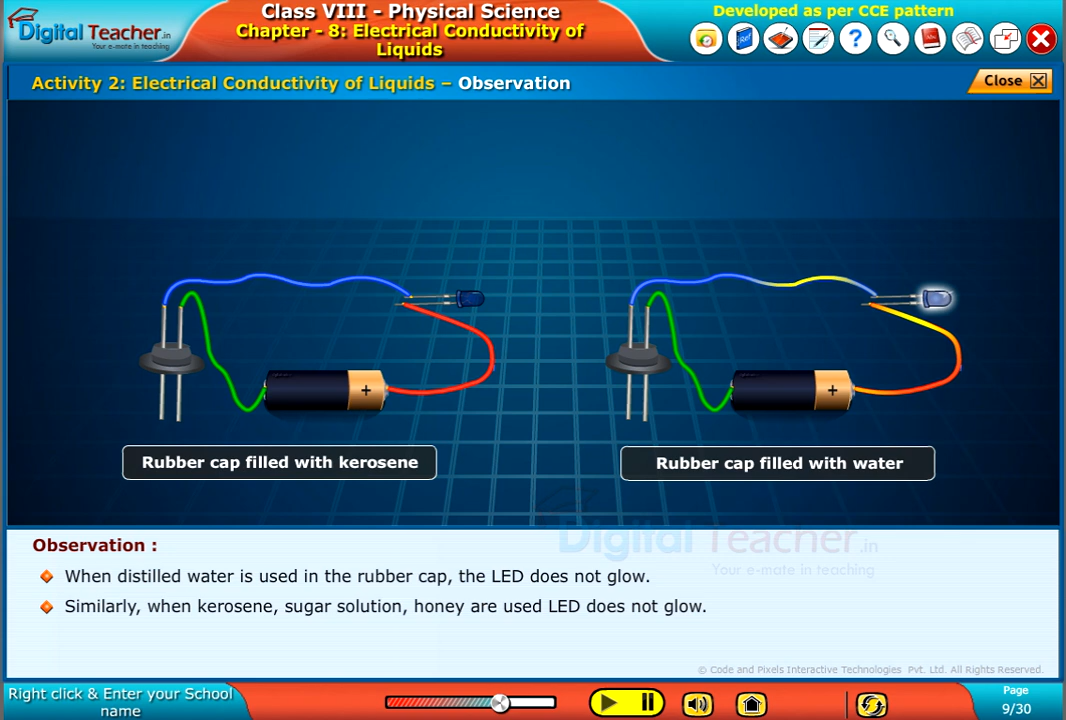 Digital Teacher.in
Your e-mate in teaching
Class VIII - Physical Science
Chapter - 8: Electrical Conductivity of
Liquids
Developed as per CCE pattern
Activity 2: Electrical Conductivity of Liquids – Observation
Close
+
+
Rubber cap filled with kerosene
Rubber cap filled with water
Digital Teacher.in
Your e-mate in teaching
Observation :
When distilled water is used in the rubber cap, the LED does not glow.
Similarly, when kerosene, sugar solution, honey are used LED does not glow.
© Code and Pixels Interactive Technologies Pvt. Ltd. All Rights Reserved.
Right click & Enter your School
name
Page
9/30